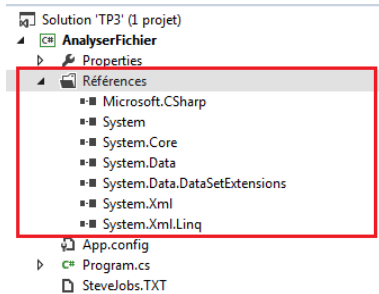 Solution 'TP3' (1 projet)
C# AnalyserFichier
Properties
Références
Microsoft.CSharp
System
System.Core
System.Data
System.Data.DataSetExtensions
System.Xml
System.Xml.Linq
App.config
C# Program.cs
SteveJobs.TXT